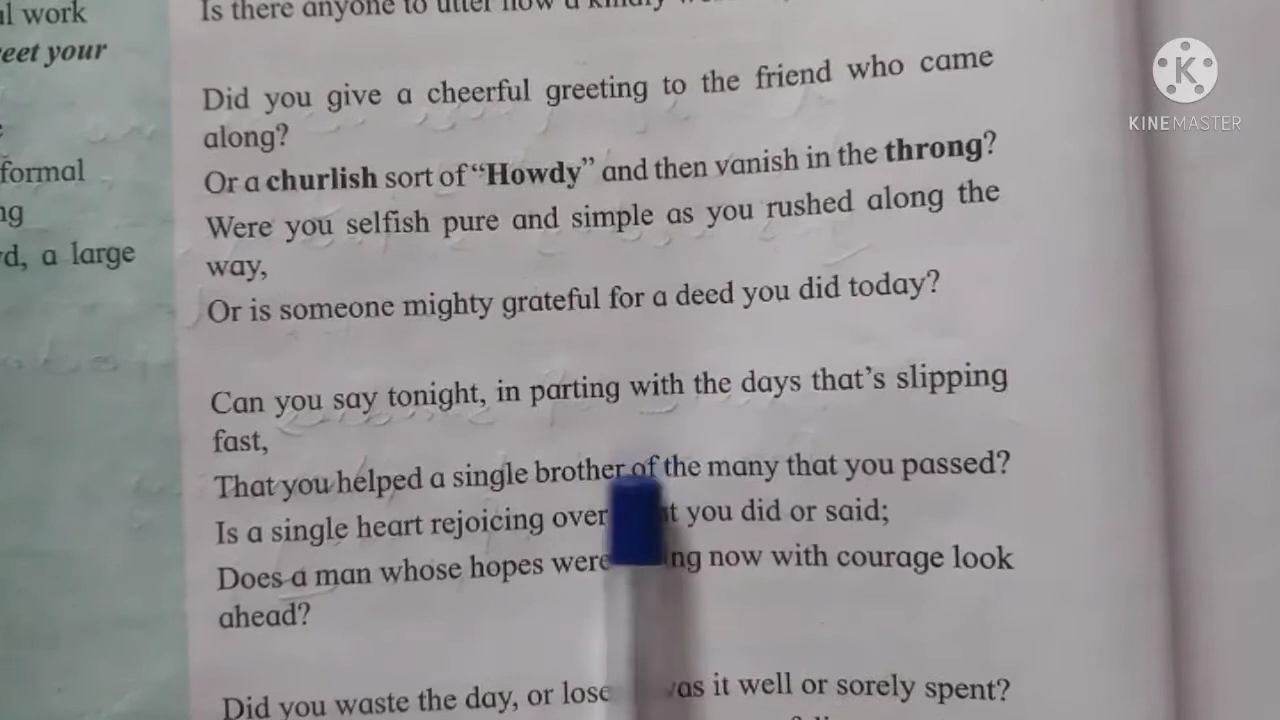 al work
eet your
formal
ng
d, a large
Is there anyone to utter now a kindly
Did you give a cheerful greeting to the friend who came
along?
Or a churlish sort of “Howdy” and then vanish in the throng?
Were you selfish pure and simple as you rushed along the
way,
Or is someone mighty grateful for a deed you did today?
Can you say tonight, in parting with the days that’s slipping
fast,
That you helped a single brother of the many that you passed?
Is a single heart rejoicing over you did or said;
Does a man whose hopes were now with courage look
ahead?
Did you waste the day, or lose was it well or sorely spent?
KINEMASTER